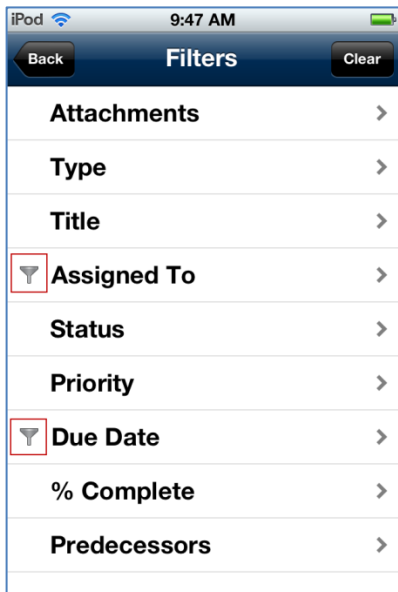 iPod 9:47 AM
Back Filters Clear
Attachments
Type
Title
Assigned To
Status
Priority
Due Date
% Complete
Predecessors